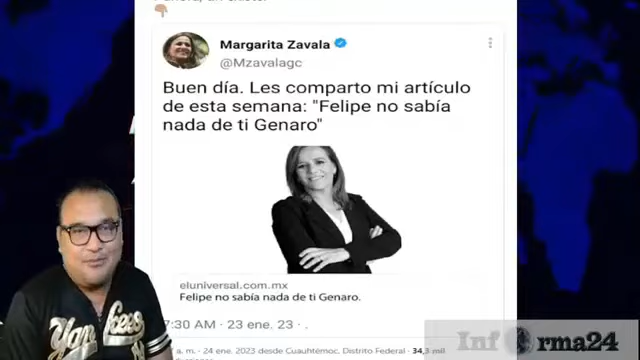 Margarita Zavala
@Mzavalagc
Buen día. Les comparto mi artículo
de esta semana: "Felipe no sabía
nada de ti Genaro"
eluniversal.com.mx
Felipe no sabía nada de ti Genaro.
7:30 AM · 23 ene. 23 ·
a. m. · 24 ene. 2023 desde Cuauhtémoc, Distrito Federal · 34,3 mil
Yankees
Informa24